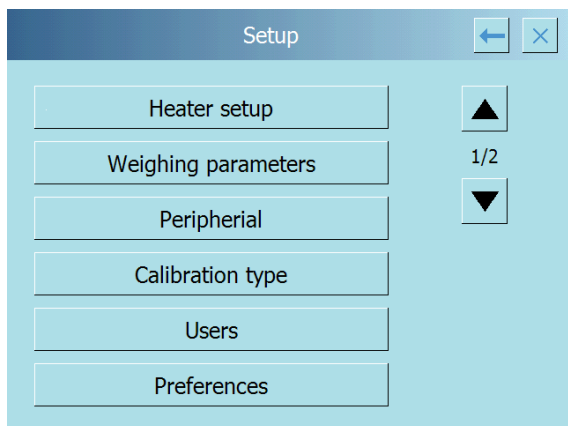 Setup
Heater setup
Weighing parameters
1/2
Peripherial
Calibration type
Users
Preferences